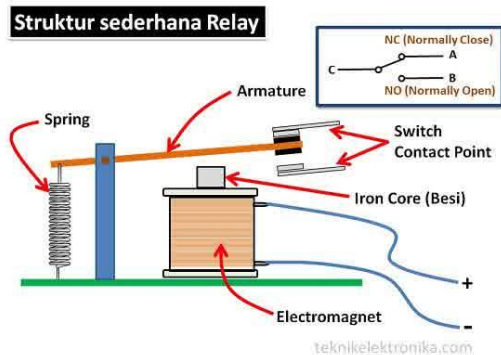 Struktur sederhana Relay
NC (Normally Close)
A
C
B
NO (Normally Open)
Armature
Spring
Switch
Contact Point
Iron Core (Besi)
+
Electromagnet
-
teknikelektronika.com